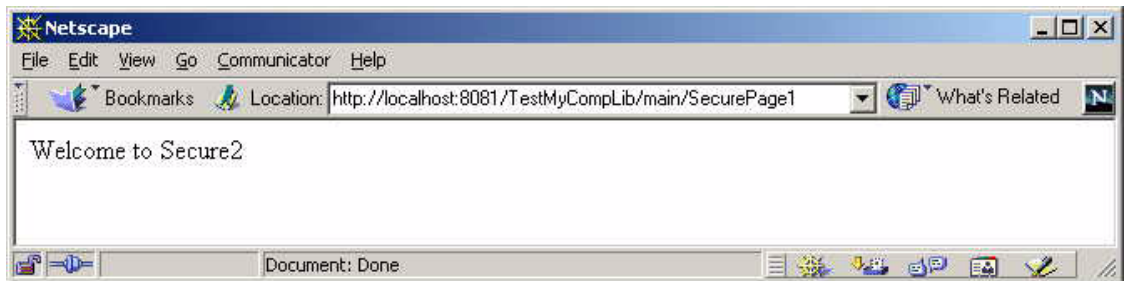 Netscape
File Edit View Go Communicator Help
Bookmarks Location: http://localhost:8081/TestMyCompLib/main/SecurePage1 What's Related N
Welcome to Secure2
Document: Done